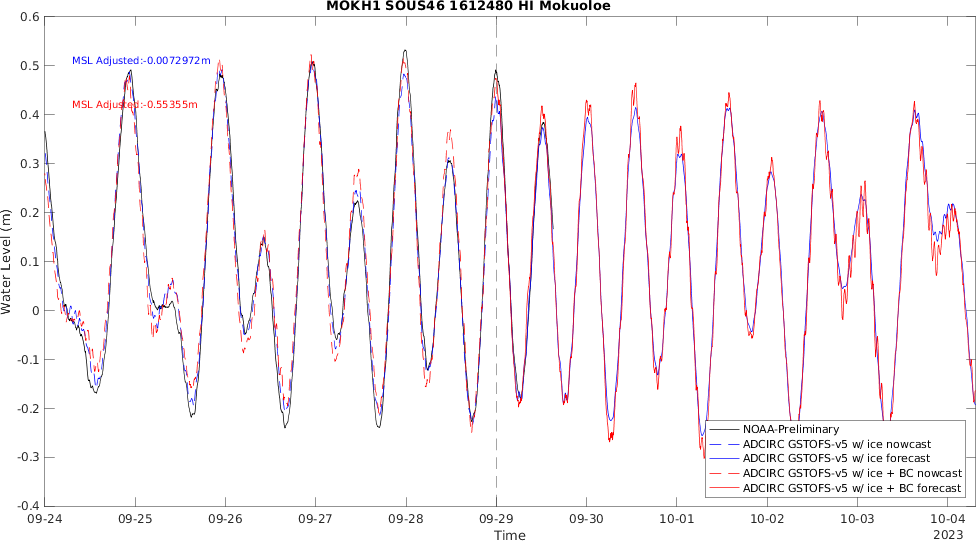 MOKH1 SOUS46 1612480 HI Mokuoloe
MSL Adjusted:-0.0072972m
MSL Adjusted:-0.55355m
Water Level (m)
0.6
0.5
0.4
0.3
0.2
0.1
0
-0.1
-0.2
-0.3
-0.4
NOAA-Preliminary
ADCIRC GSTOFS-v5 w/ ice nowcast
ADCIRC GSTOFS-v5 w/ ice forecast
ADCIRC GSTOFS-v5 w/ ice + BC nowcast
ADCIRC GSTOFS-v5 w/ ice + BC forecast
09-24 09-25 09-26 09-27 09-28 09-29 09-30 10-01 10-02 10-03 10-04
2023
Time